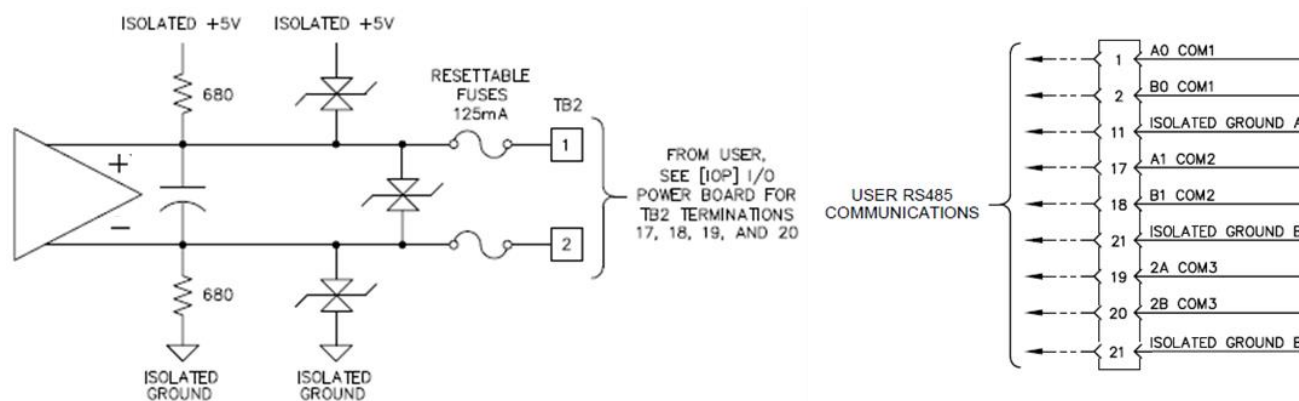 ISOLATED +5V
ISOLATED +5V
680
RESETTABLE
FUSES
125mA
TB2
+
1
FROM USER,
SEE [IOP] I/O
POWER BOARD FOR
TB2 TERMINATIONS
17, 18, 19, AND 20
−
2
680
ISOLATED
GROUND
ISOLATED
GROUND
USER RS485
COMMUNICATIONS
1 A0 COM1
2 B0 COM1
11 ISOLATED GROUND A
17 A1 COM2
18 B1 COM2
21 ISOLATED GROUND
19 2A COM3
20 2B COM3
21 ISOLATED GROUND